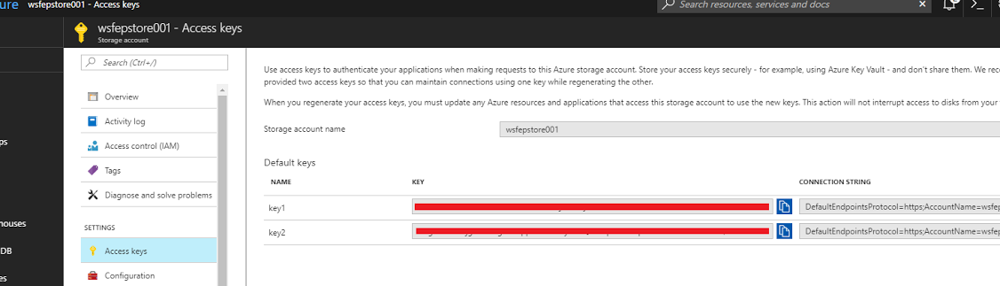 ure wsfepstore001 - Access keys
Search resources, services and docs
wsfepstore001 - Access keys
Storage account
Search (Ctrl+/)
Overview
Activity log
Access control (IAM)
Tags
Diagnose and solve problems
SETTINGS
Access keys
Configuration
ps
houses
DB
es
Use access keys to authenticate your applications when making requests to this Azure storage account. Store your access keys securely - for example, using Azure Key Vault - and don't share them. We rec
provided two access keys so that you can maintain connections using one key while regenerating the other.
When you regenerate your access keys, you must update any Azure resources and applications that access this storage account to use the new keys. This action will not interrupt access to disks from your
Storage account name
wsfepstore001
Default keys
NAME KEY CONNECTION STRING
key1 DefaultEndpointsProtocol=https;AccountName=wsfep
key2 DefaultEndpointsProtocol=https;AccountName=wsfep